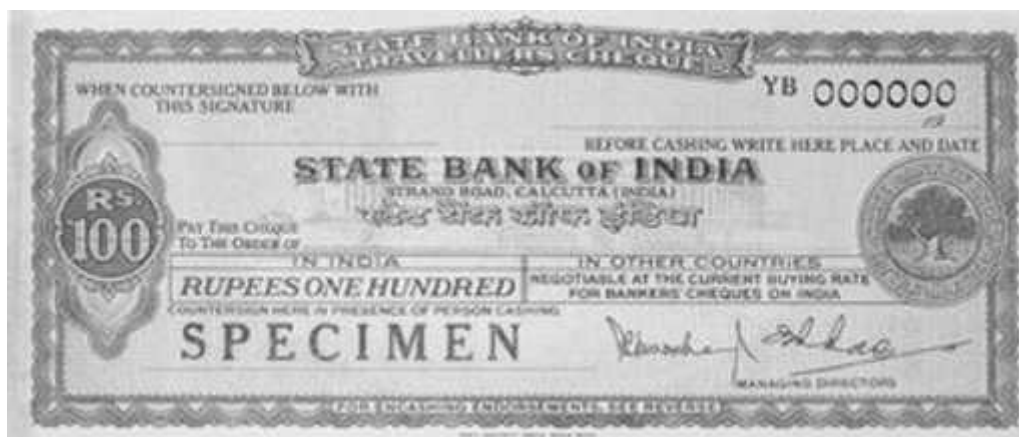 STATE BANK OF INDIA
TRAVELLERS CHEQUE
WHEN COUNTERSIGNED BELOW WITH
THIS SIGNATURE
YB 000000
19
BEFORE CASHING WRITE HERE PLACE AND DATE
STATE BANK OF INDIA
STRAND ROAD, CALCUTTA (INDIA)
स्टेट बैंक ऑफ इंडिया
RS.
100
PAY THIS CHEQUE
TO THE ORDER OF
IN INDIA
RUPEES ONE HUNDRED
IN OTHER COUNTRIES
NEGOTIABLE AT THE CURRENT BUYING RATE
FOR BANKERS' CHEQUES ON INDIA
COUNTERSIGN HERE IN PRESENCE OF PERSON CASHING
SPECIMEN
MANAGING DIRECTORS
FOR ENCASHING ENDORSEMENTS, SEE REVERSE